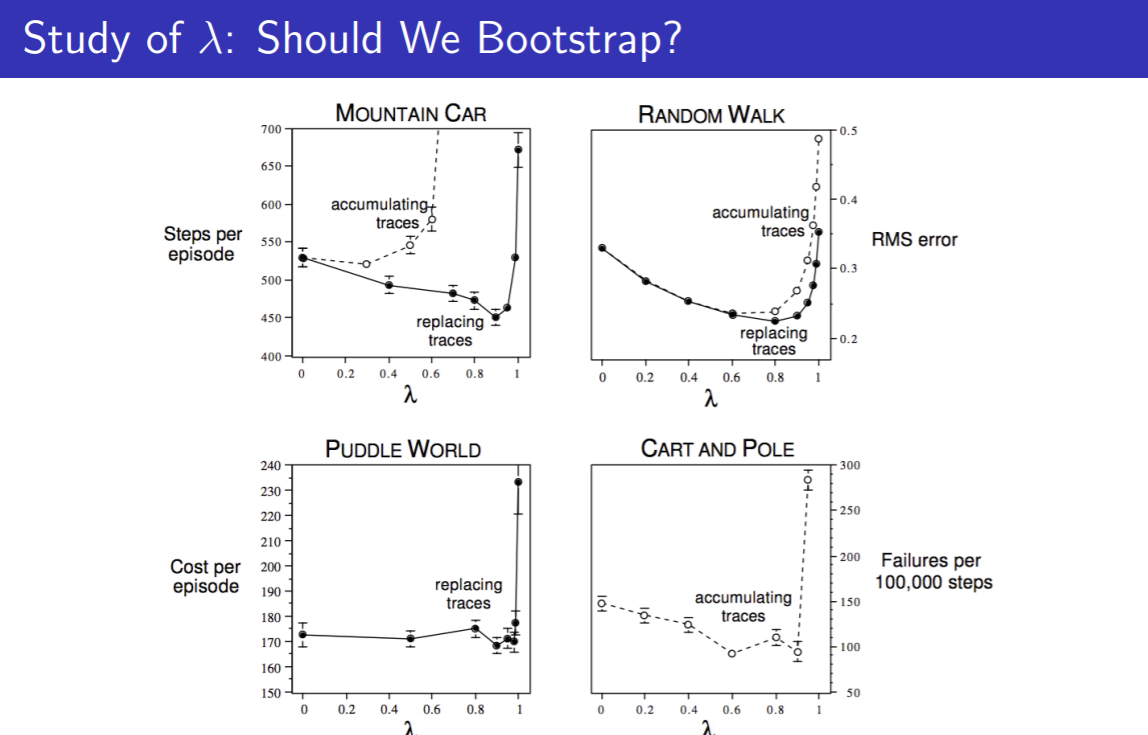 Study of λ: Should We Bootstrap?
MOUNTAIN CAR
700
650
600
550
500
450
400
Steps per
episode
accumulating
traces
replacing
traces
0 0.2 0.4 0.6 0.8 1
λ
RANDOM WALK
0.5
0.4
0.3
0.2
RMS error
accumulating
traces
replacing
traces
0 0.2 0.4 0.6 0.8 1
λ
PUDDLE WORLD
240
230
220
210
200
190
180
170
160
150
Cost per
episode
replacing
traces
0 0.2 0.4 0.6 0.8 1
λ
CART AND POLE
300
250
200
150
100
50
Failures per
100,000 steps
accumulating
traces
0 0.2 0.4 0.6 0.8 1
λ